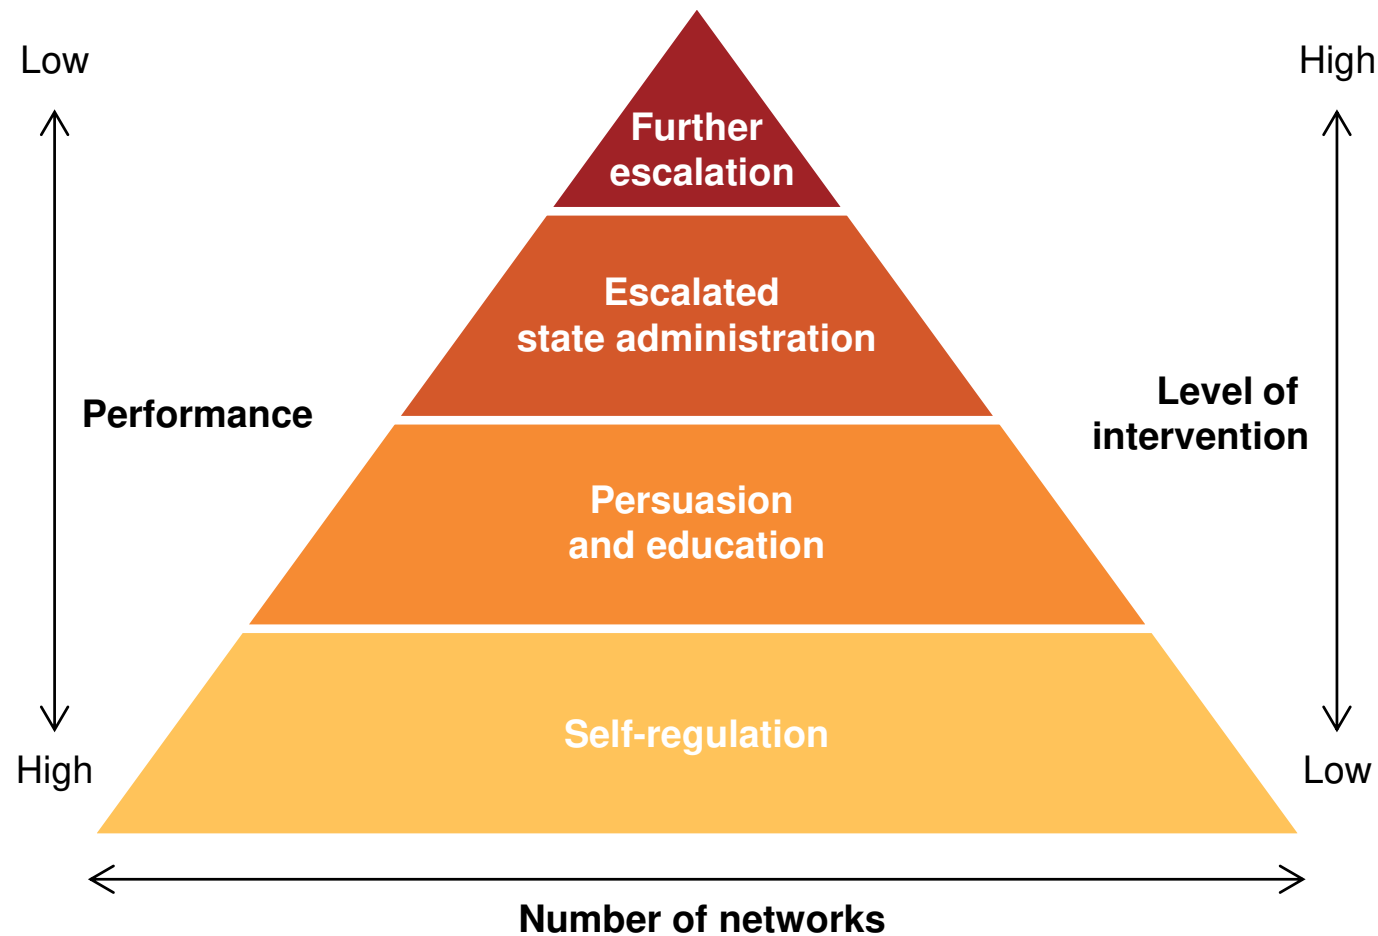 Low
High
Further
escalation
Escalated
state administration
Performance
Level of
intervention
Persuasion
and education
Self-regulation
High
Low
Number of networks